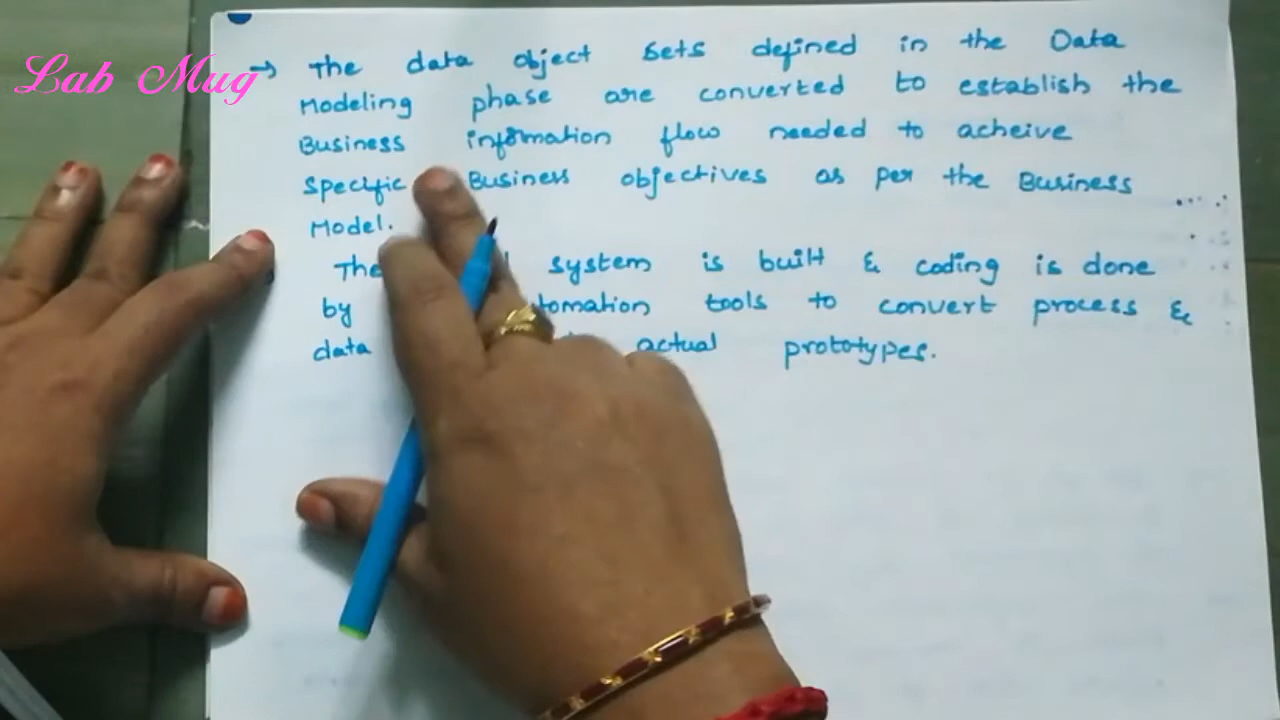 Lab Mug
→ The data object sets defined in the Data
Modeling phase are converted to establish the
Business information flow needed to acheive
specific Business objectives as per the Business
Model.
The system is built & coding is done
by tomation tools to convert process &
data actual prototypes.